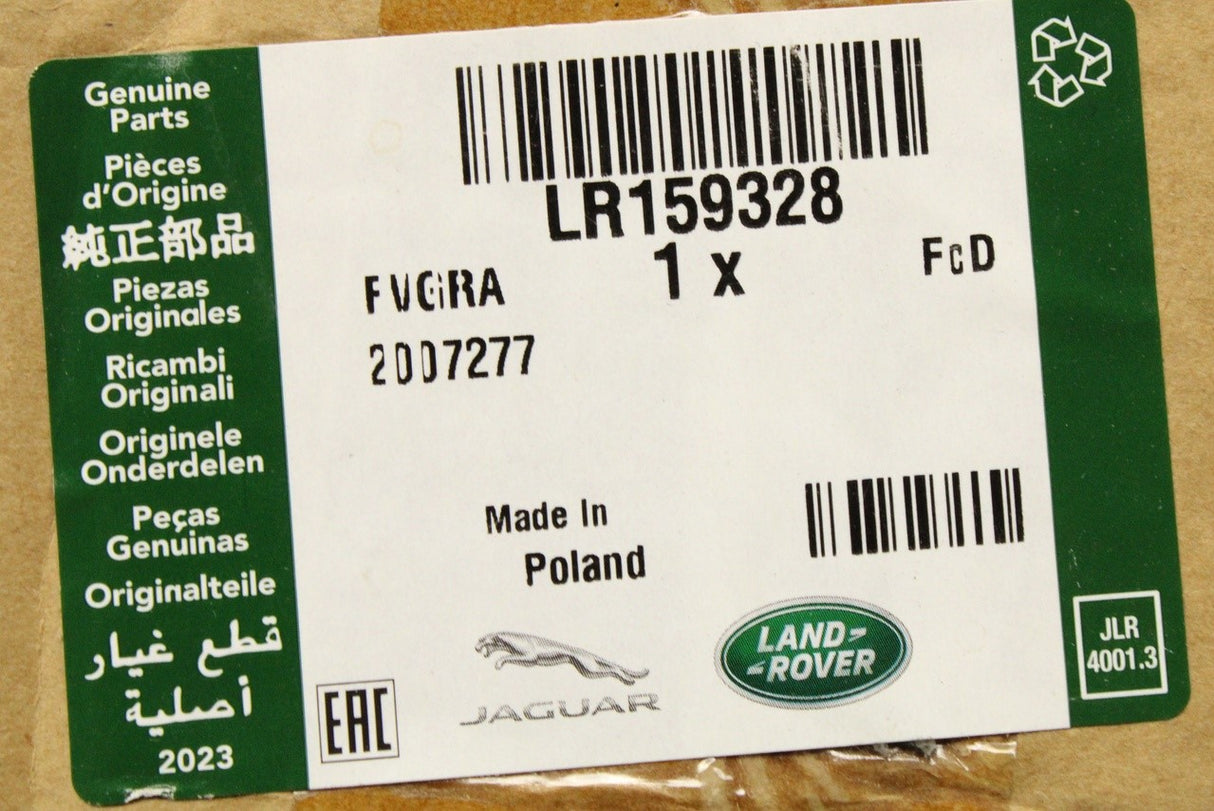 Genuine
Parts
Pièces
d'Origine
純正部品
Piezas
Originales
Ricambi
Originali
Originele
Onderdelen
Peças
Genuinas
Originalteile
قطع غيار
أصلية
2023
LR159328
1 x
FcD
FVGRA
2007277
Made In
Poland
JAGUAR
LAND-
-ROVER
EAC
JLR
4001.3